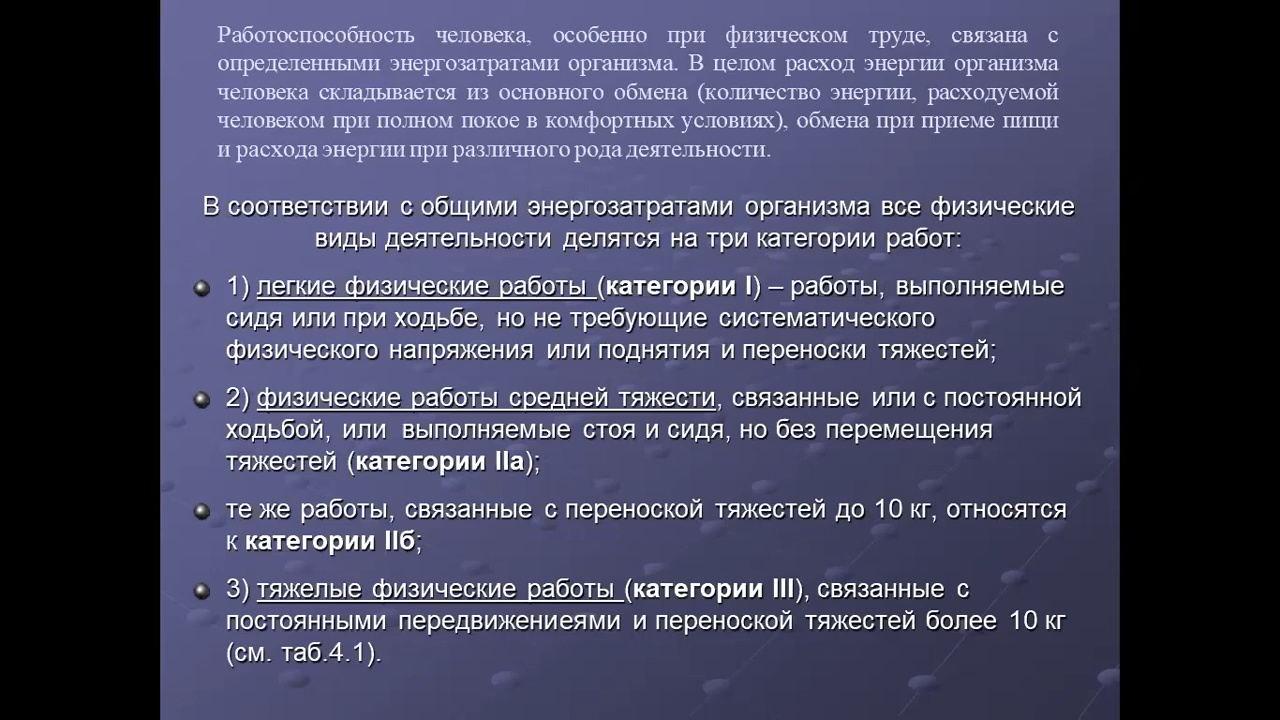 Работоспособность человека, особенно при физическом труде, связана с
определенными энергозатратами организма. В целом расход энергии организма
человека складывается из основного обмена (количество энергии, расходуемой
человеком при полном покое в комфортных условиях), обмена при приеме пищи
и расхода энергии при различного рода деятельности.
В соответствии с общими энергозатратами организма все физические
виды деятельности делятся на три категории работ:
1) легкие физические работы (категории I) – работы, выполняемые
сидя или при ходьбе, но не требующие систематического
физического напряжения или поднятия и переноски тяжестей;
2) физические работы средней тяжести, связанные или с постоянной
ходьбой, или выполняемые стоя и сидя, но без перемещения
тяжестей (категории IIа);
те же работы, связанные с переноской тяжестей до 10 кг, относятся
к категории IIб;
3) тяжелые физические работы (категории III), связанные с
постоянными передвижениеями и переноской тяжестей более 10 кг
(см. таб.4.1).